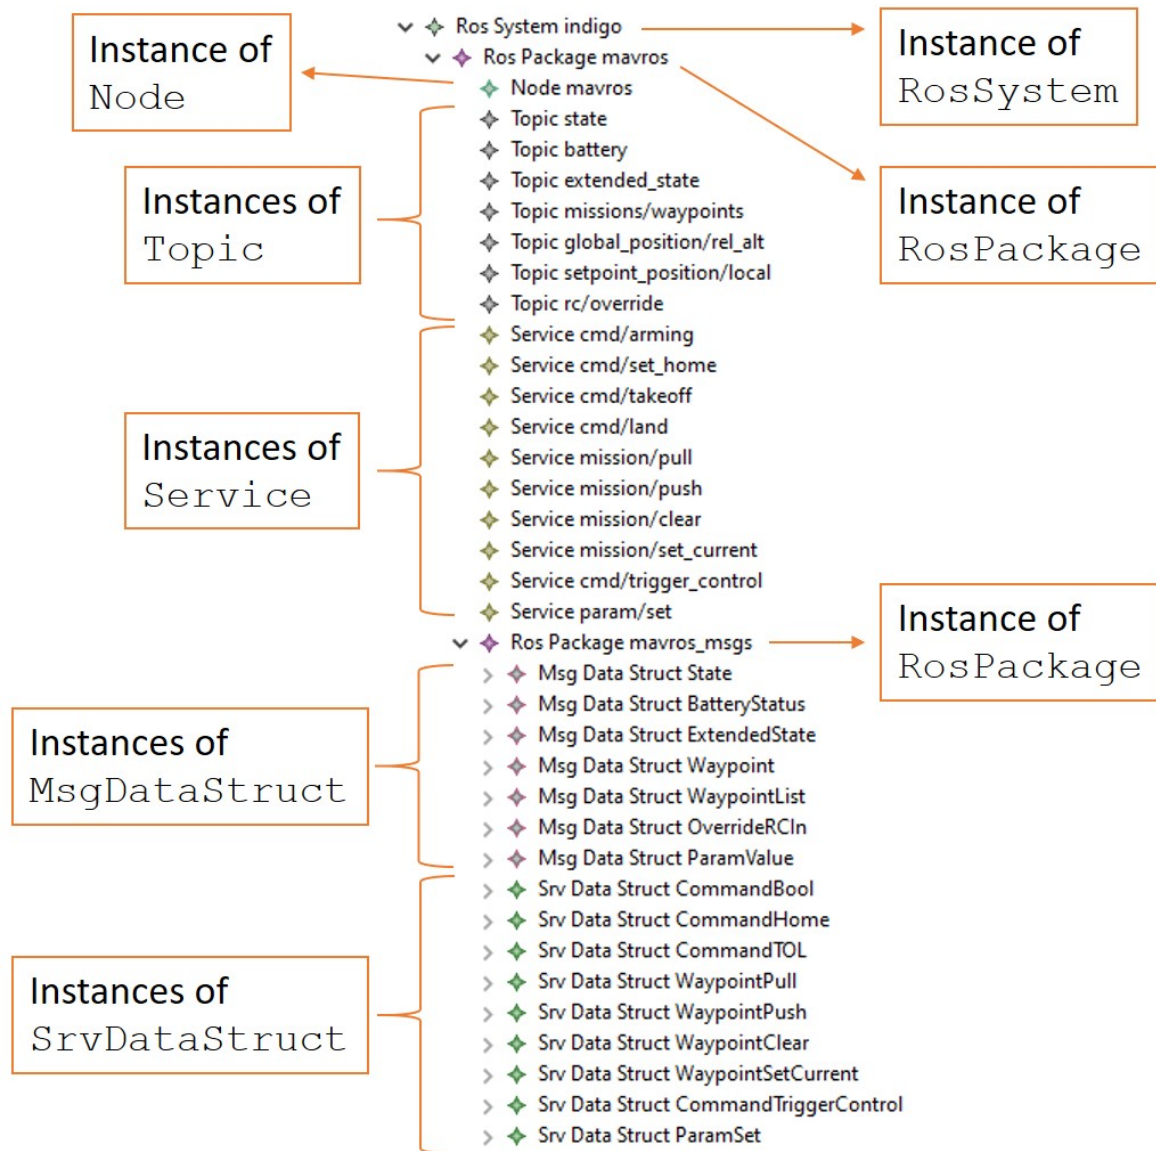 Instance of
Node
Instances of
Topic
Instances of
Service
Instances of
MsgDataStruct
Instances of
SrvDataStruct
Ros System indigo
Ros Package mavros
Node mavros
Topic state
Topic battery
Topic extended_state
Topic missions/waypoints
Topic global_position/rel_alt
Topic setpoint_position/local
Topic rc/override
Service cmd/arming
Service cmd/set_home
Service cmd/takeoff
Service cmd/land
Service mission/pull
Service mission/push
Service mission/clear
Service mission/set_current
Service cmd/trigger_control
Service param/set
Ros Package mavros_msgs
Msg Data Struct State
Msg Data Struct BatteryStatus
Msg Data Struct ExtendedState
Msg Data Struct Waypoint
Msg Data Struct WaypointList
Msg Data Struct OverrideRCIn
Msg Data Struct ParamValue
Srv Data Struct CommandBool
Srv Data Struct CommandHome
Srv Data Struct CommandTOL
Srv Data Struct WaypointPull
Srv Data Struct WaypointPush
Srv Data Struct WaypointClear
Srv Data Struct WaypointSetCurrent
Srv Data Struct CommandTriggerControl
Srv Data Struct ParamSet
Instance of
RosSystem
Instance of
RosPackage
Instance of
RosPackage